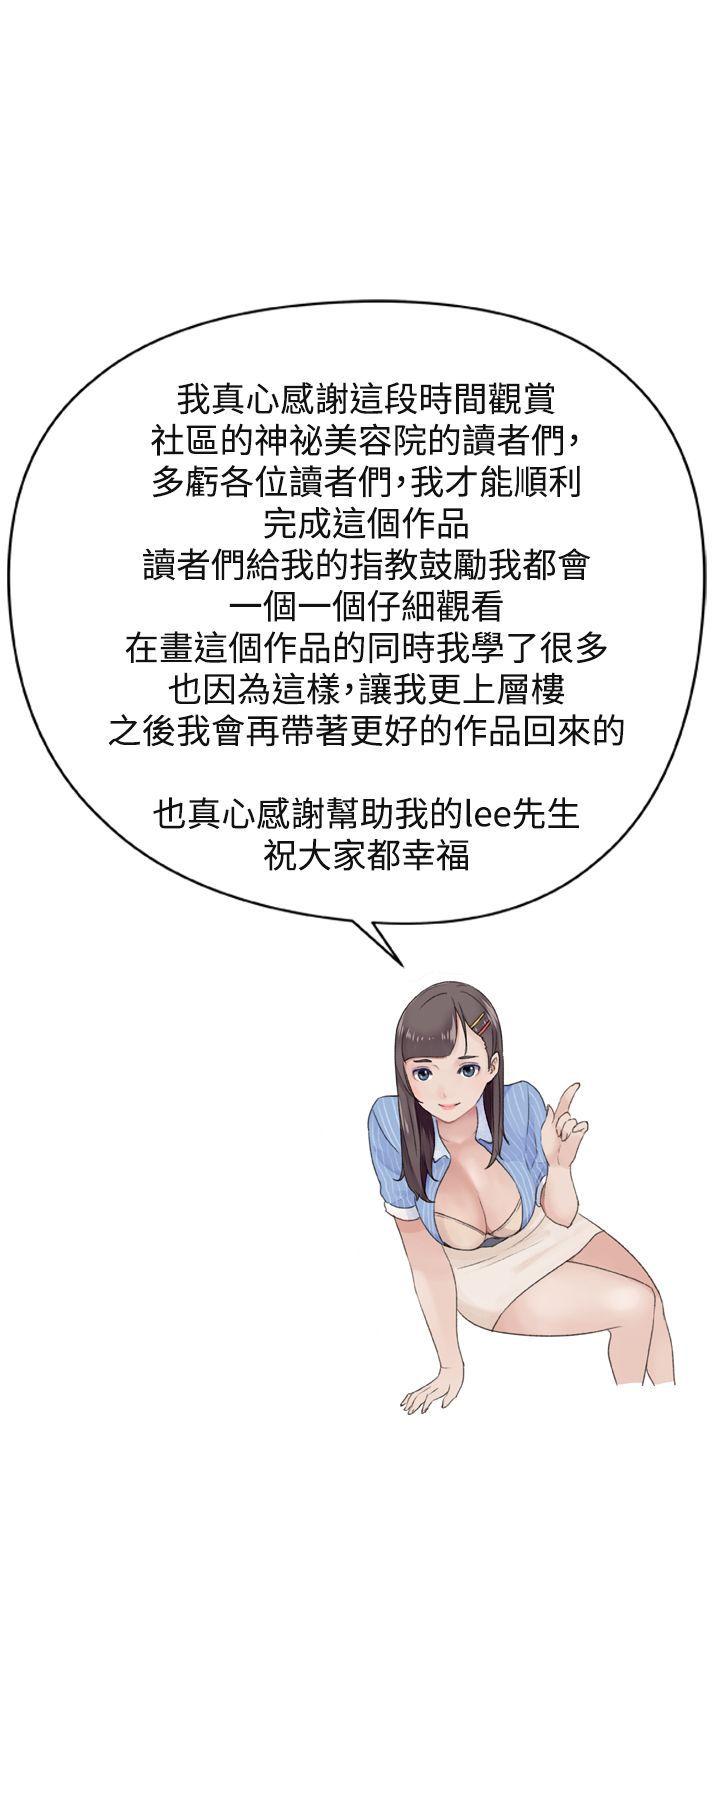 我真心感謝這段時間觀賞
社區的神祕美容院的讀者們，
多虧各位讀者們，我才能順利
完成這個作品
讀者們給我的指教鼓勵我都會
一個一個仔細觀看
在畫這個作品的同時我學了很多
也因為這樣，讓我更上層樓
之後我會再帶著更好的作品回來的
也真心感謝幫助我的lee先生
祝大家都幸福